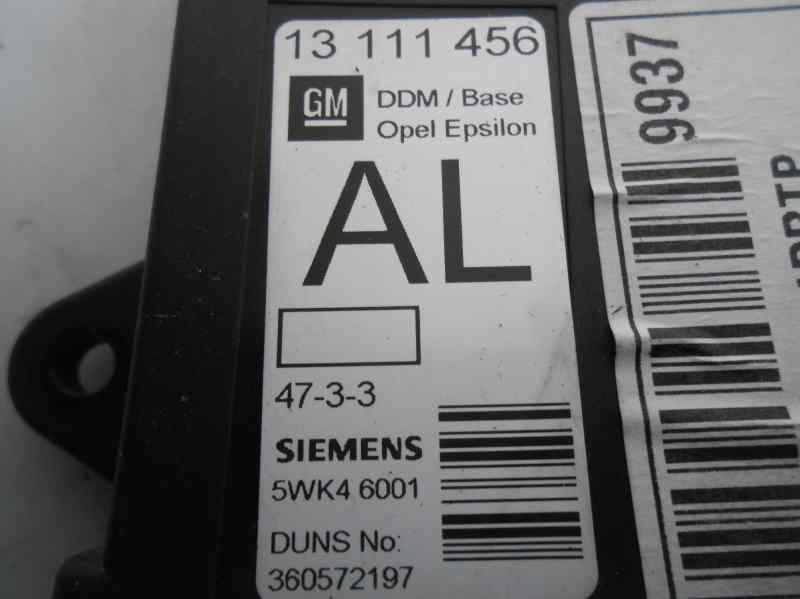 13 111 456
GM
DDM / Base
Opel Epsilon
AL
47-3-3
SIEMENS
5WK4 6001
DUNS No:
360572197
9937